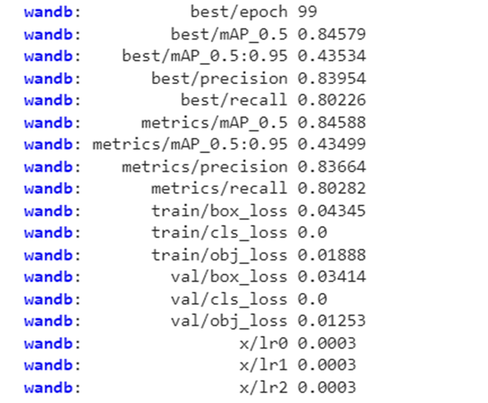 wandb: best/epoch 99
wandb: best/mAP_0.5 0.84579
wandb: best/mAP_0.5:0.95 0.43534
wandb: best/precision 0.83954
wandb: best/recall 0.80226
wandb: metrics/mAP_0.5 0.84588
wandb: metrics/mAP_0.5:0.95 0.43499
wandb: metrics/precision 0.83664
wandb: metrics/recall 0.80282
wandb: train/box_loss 0.04345
wandb: train/cls_loss 0.0
wandb: train/obj_loss 0.01888
wandb: val/box_loss 0.03414
wandb: val/cls_loss 0.0
wandb: val/obj_loss 0.01253
wandb: x/lr0 0.0003
wandb: x/lr1 0.0003
wandb: x/lr2 0.0003